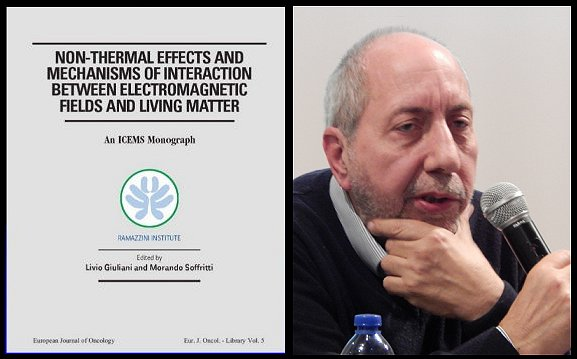 NON-THERMAL EFFECTS AND
MECHANISMS OF INTERACTION
BETWEEN ELECTROMAGNETIC
FIELDS AND LIVING MATTER
An ICEMS Monograph
RAMAZZINI INSTITUTE
Edited by
Livio Giuliani and Morando Soffritti
European Journal of Oncology
Eur. J. Oncol. - Library Vol. 5